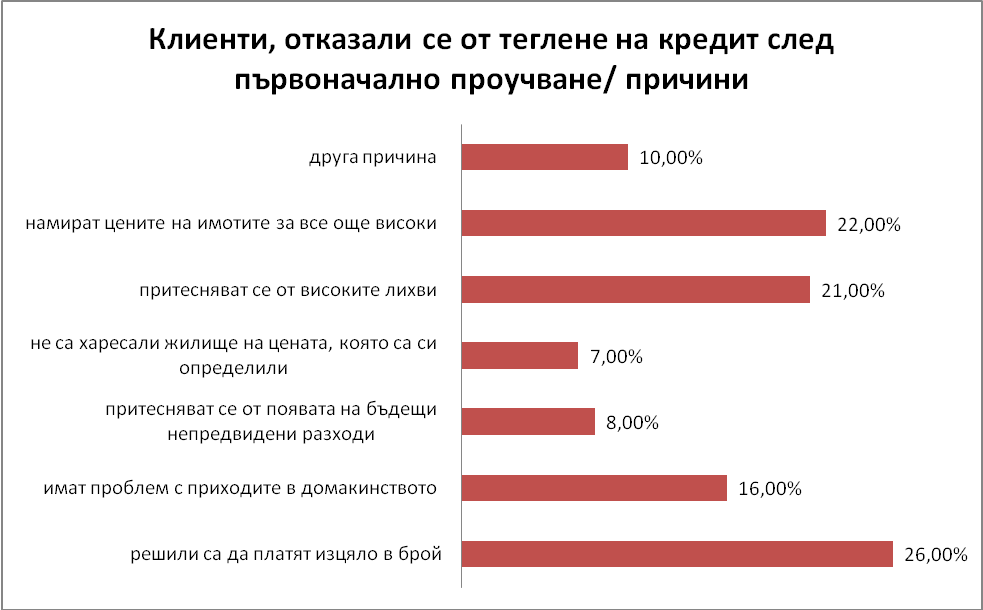 Клиенти, отказали се от теглене на кредит след
първоначално проучване/ причини
друга причина
10,00%
намират цените на имотите за все още високи
22,00%
притесняват се от високите лихви
21,00%
не са харесали жилище на цената, която са си
определили
7,00%
притесняват се от появата на бъдещи
непредвидени разходи
8,00%
имат проблем с приходите в домакинството
16,00%
решили са да платят изцяло в брой
26,00%